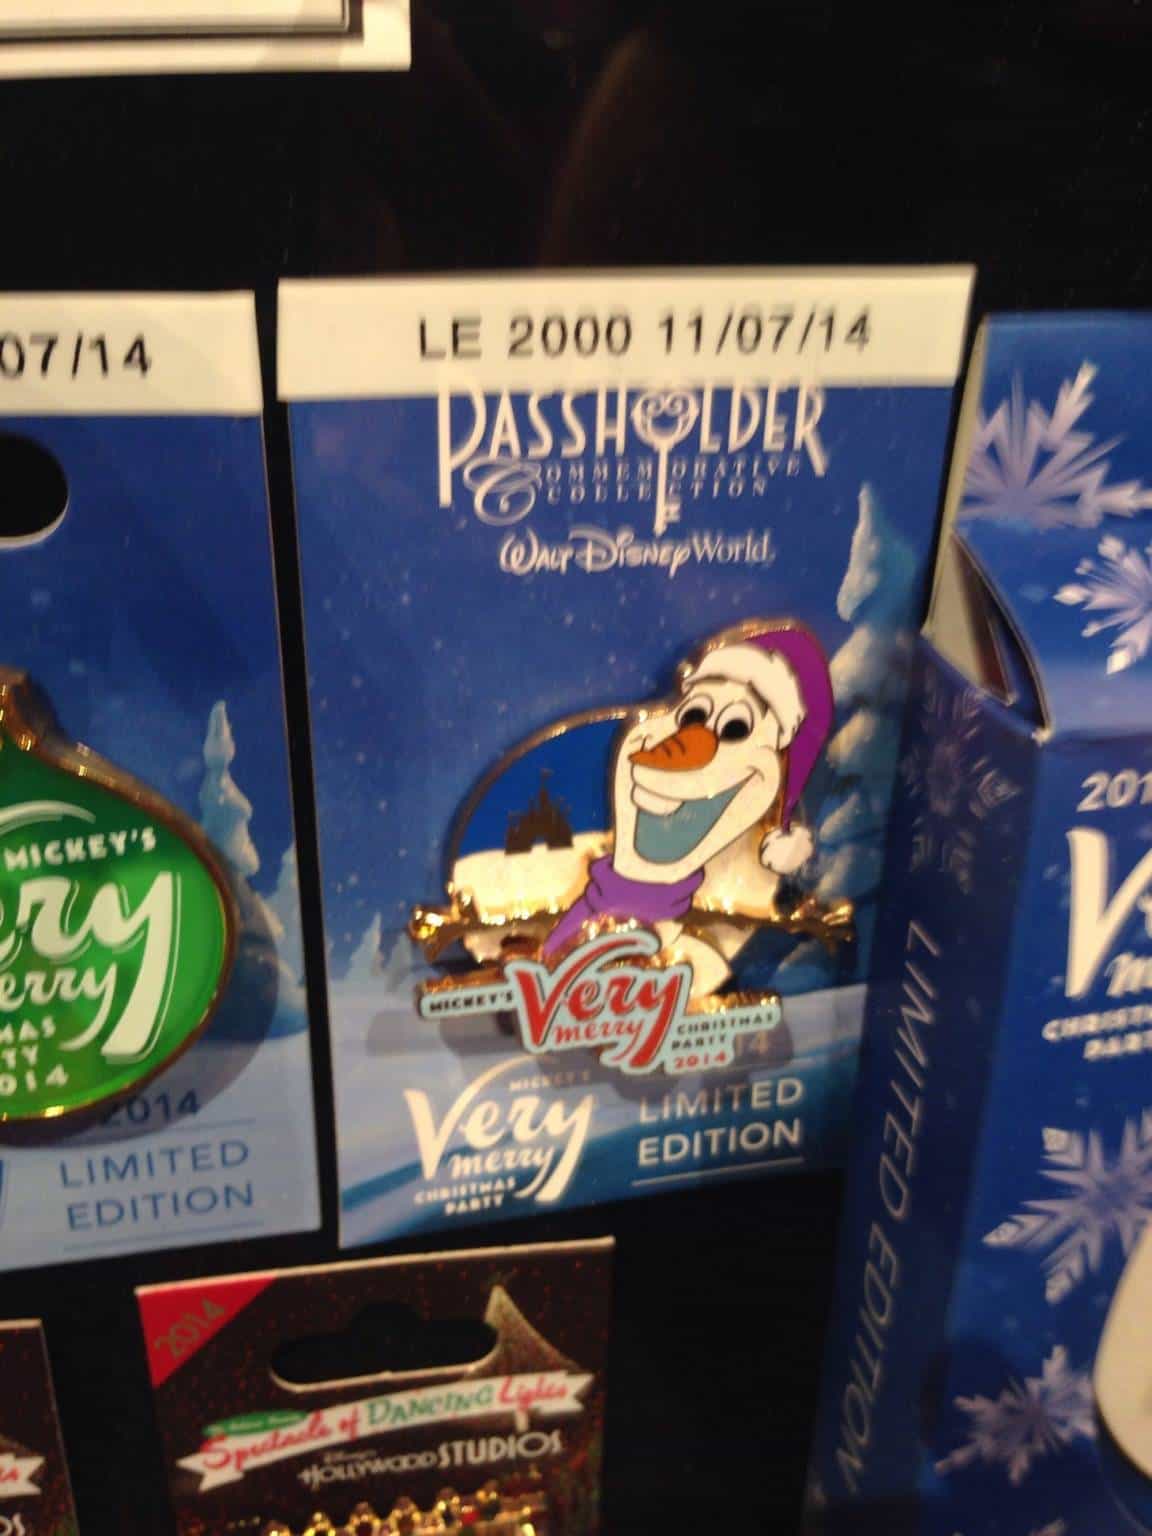 07/14
LE 2000 11/07/14
PASSHOLDER
COMMEMORATIVE
COLLECTION
Walt Disney World
MICKEY'S
Very
merry
CHRISTMAS
PARTY
2014
MICKEY'S
Very
merry
CHRISTMAS
PARTY
LIMITED
EDITION
MICKEY'S
2014
LIMITED
EDITION
LIMITED EDITION
2014
Spectacle of DANCING Lights
Disney
HOLLYWOOD STUDIOS